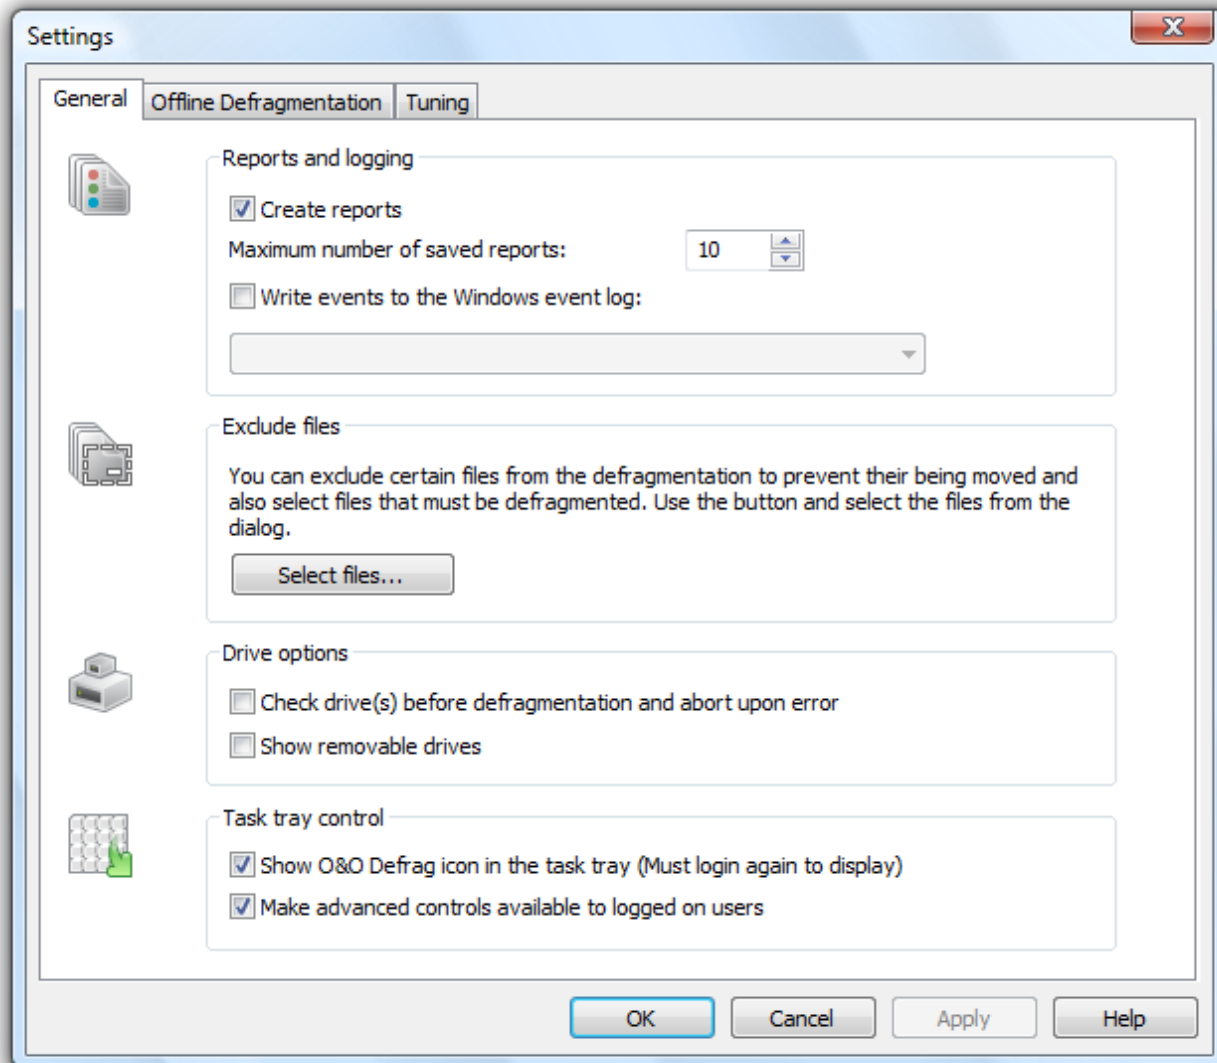 Settings
General
Offline Defragmentation
Tuning
Reports and logging
Create reports
Maximum number of saved reports:
10
Write events to the Windows event log:
Exclude files
You can exclude certain files from the defragmentation to prevent their being moved and
also select files that must be defragmented. Use the button and select the files from the
dialog.
Select files...
Drive options
Check drive(s) before defragmentation and abort upon error
Show removable drives
Task tray control
Show O&O Defrag icon in the task tray (Must login again to display)
Make advanced controls available to logged on users
OK
Cancel
Apply
Help